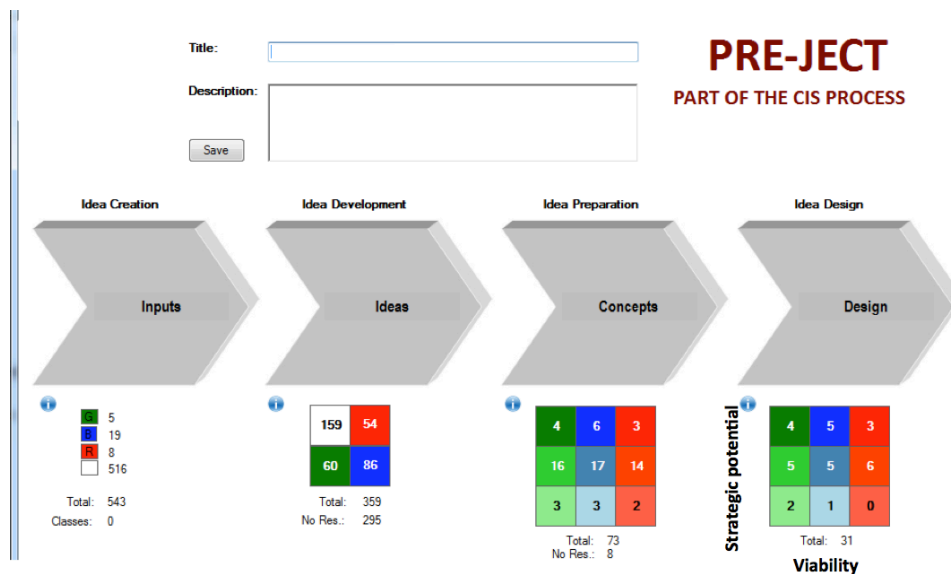 Title:
PRE-JECT
Description:
PART OF THE CIS PROCESS
Save
Idea Creation
Idea Development
Idea Preparation
Idea Design
Inputs
Ideas
Concepts
Design
G 5
B 19
R 8
516
Total: 543
Classes: 0
159 54
60 86
Total: 359
No Res.: 295
4 6 3
16 17 14
3 3 2
Total: 73
No Res.: 8
Strategic potential
4 5 3
5 5 6
2 1 0
Total: 31
Viability